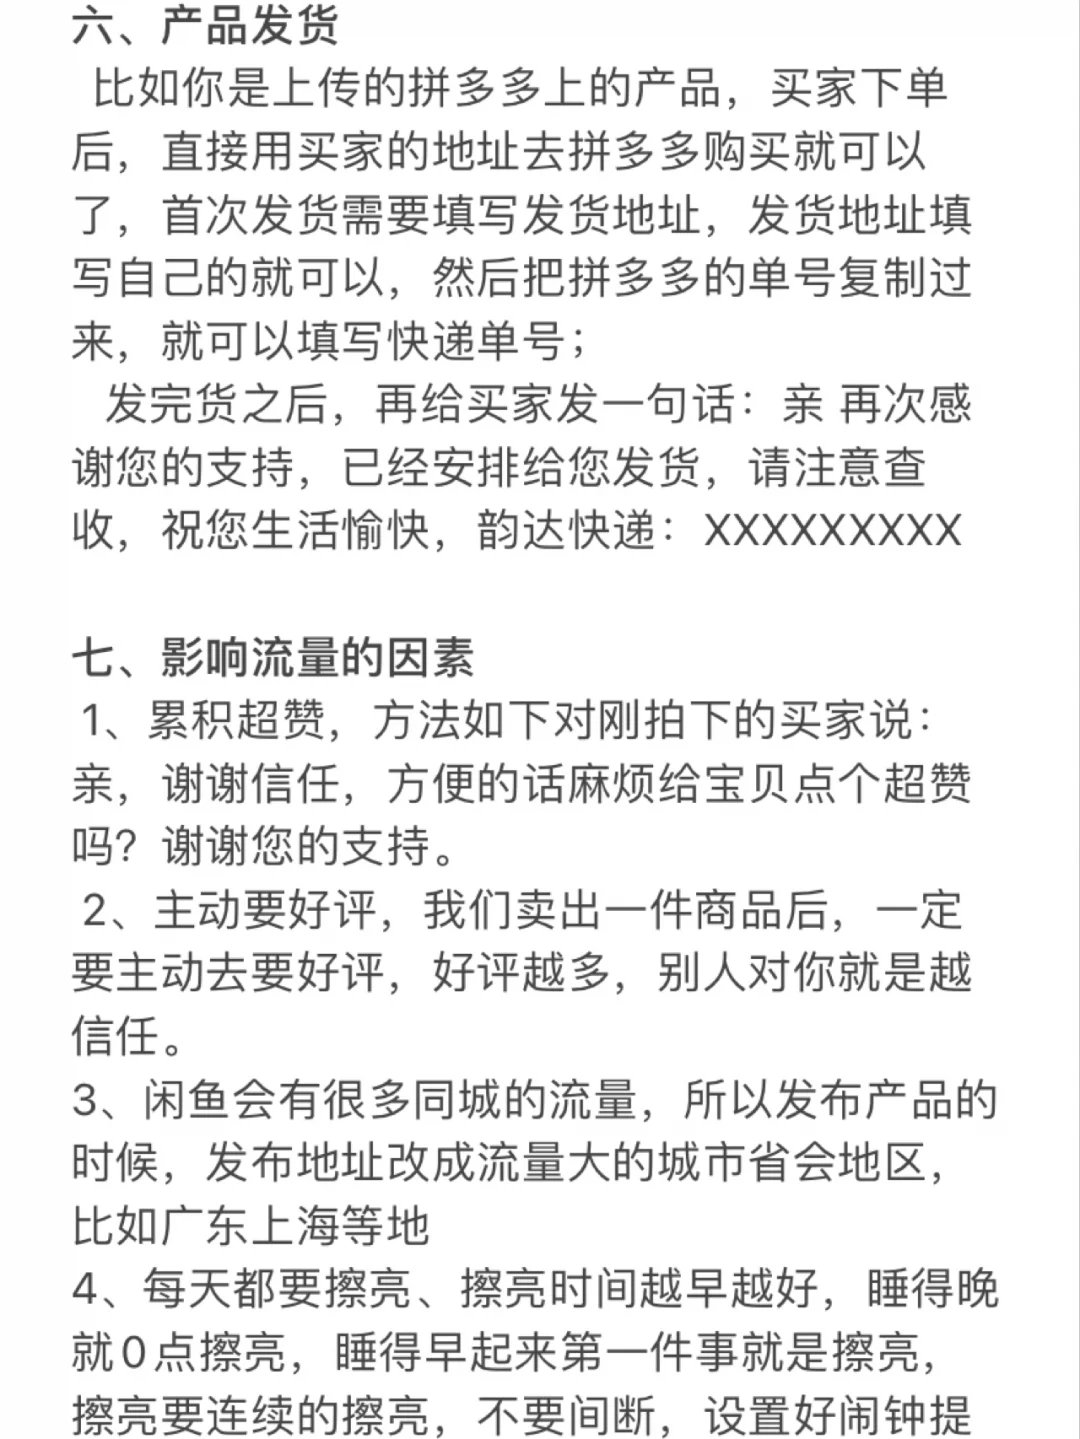 六、产品发货
比如你是上传的拼多多上的产品，买家下单
后，直接用买家的地址去拼多多购买就可以
了，首次发货需要填写发货地址，发货地址填
写自己的就可以，然后把拼多多的单号复制过
来，就可以填写快递单号；
发完货之后，再给买家发一句话：亲 再次感
谢您的支持，已经安排给您发货，请注意查
收，祝您生活愉快，韵达快递：XXXXXXXXX
七、影响流量的因素
1、累积超赞，方法如下对刚拍下的买家说：
亲，谢谢信任，方便的话麻烦给宝贝点个超赞
吗？谢谢您的支持。
2、主动要好评，我们卖出一件商品后，一定
要主动去要好评，好评越多，别人对你就是越
信任。
3、闲鱼会有很多同城的流量，所以发布产品的
时候，发布地址改成流量大的城市省会地区，
比如广东上海等地
4、每天都要擦亮、擦亮时间越早越好，睡得晚
就0点擦亮，睡得早起来第一件事就是擦亮，
擦亮要连续的擦亮，不要间断，设置好闹钟提